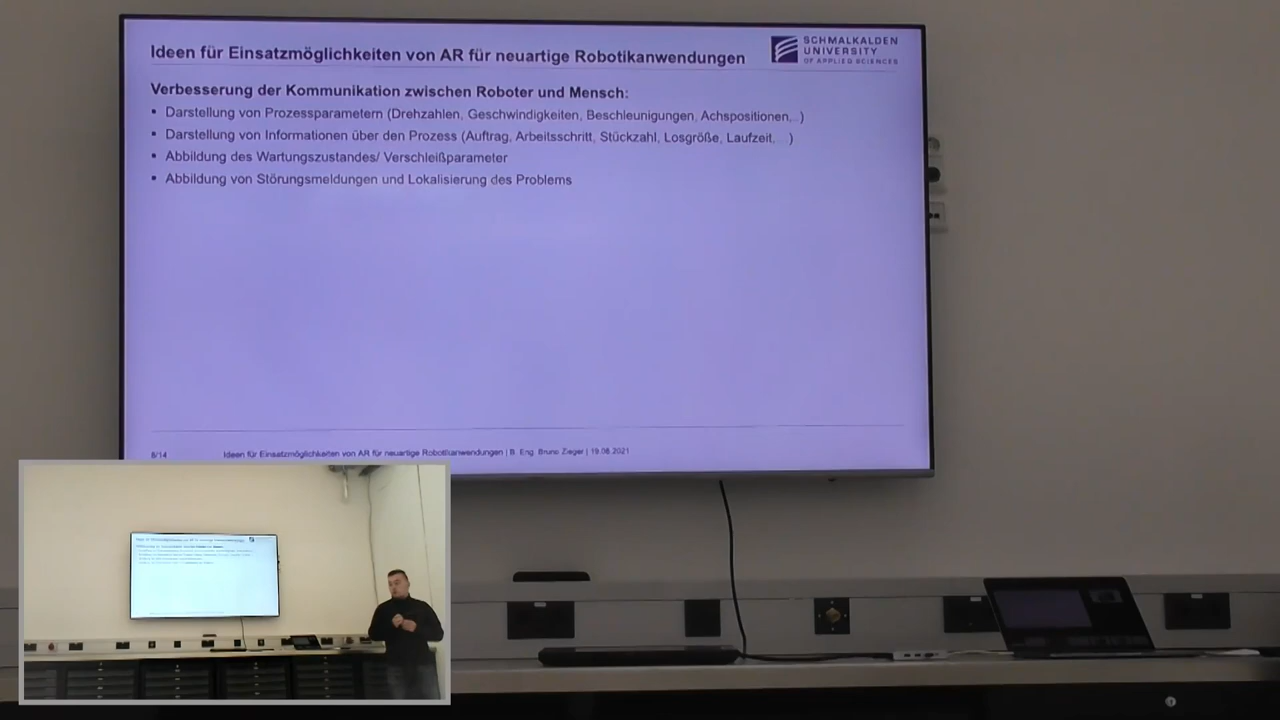 Ideen für Einsatzmöglichkeiten von AR für neuartige Robotikanwendungen
SCHMALKALDEN
UNIVERSITY
OF APPLIED SCIENCES
Verbesserung der Kommunikation zwischen Roboter und Mensch:
▪ Darstellung von Prozessparametern (Drehzahlen, Geschwindigkeiten, Beschleunigungen, Achspositionen,..)
▪ Darstellung von Informationen über den Prozess (Auftrag, Arbeitsschritt, Stückzahl, Losgröße, Laufzeit, ...)
▪ Abbildung des Wartungszustandes/ Verschleißparameter
▪ Abbildung von Störungsmeldungen und Lokalisierung des Problems
8/14 Ideen für Einsatzmöglichkeiten von AR für neuartige Robotikanwendungen | B. Eng. Bruno Zieger | 19.08.2021